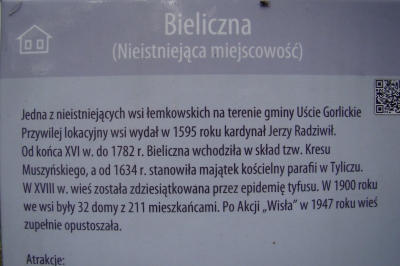 Bieliczna
(Nieistniejąca miejscowość)
Jedna z nieistniejących wsi łemkowskich na terenie gminy Uście Gorlickie
Przywilej lokacyjny wsi wydał w 1595 roku kardynał Jerzy Radziwił.
Od końca XVI w. do 1782 r. Bieliczna wchodziła w skład tzw. Kresu
Muszyńskiego, a od 1634 r. stanowiła majątek kościelny parafii w Tyliczu.
W XVIII w. wieś została zdziesiątkowana przez epidemię tyfusu. W 1900 roku
we wsi były 32 domy z 211 mieszkańcami. Po Akcji „Wisła” w 1947 roku wieś
zupełnie opustoszała.
Atrakcje: